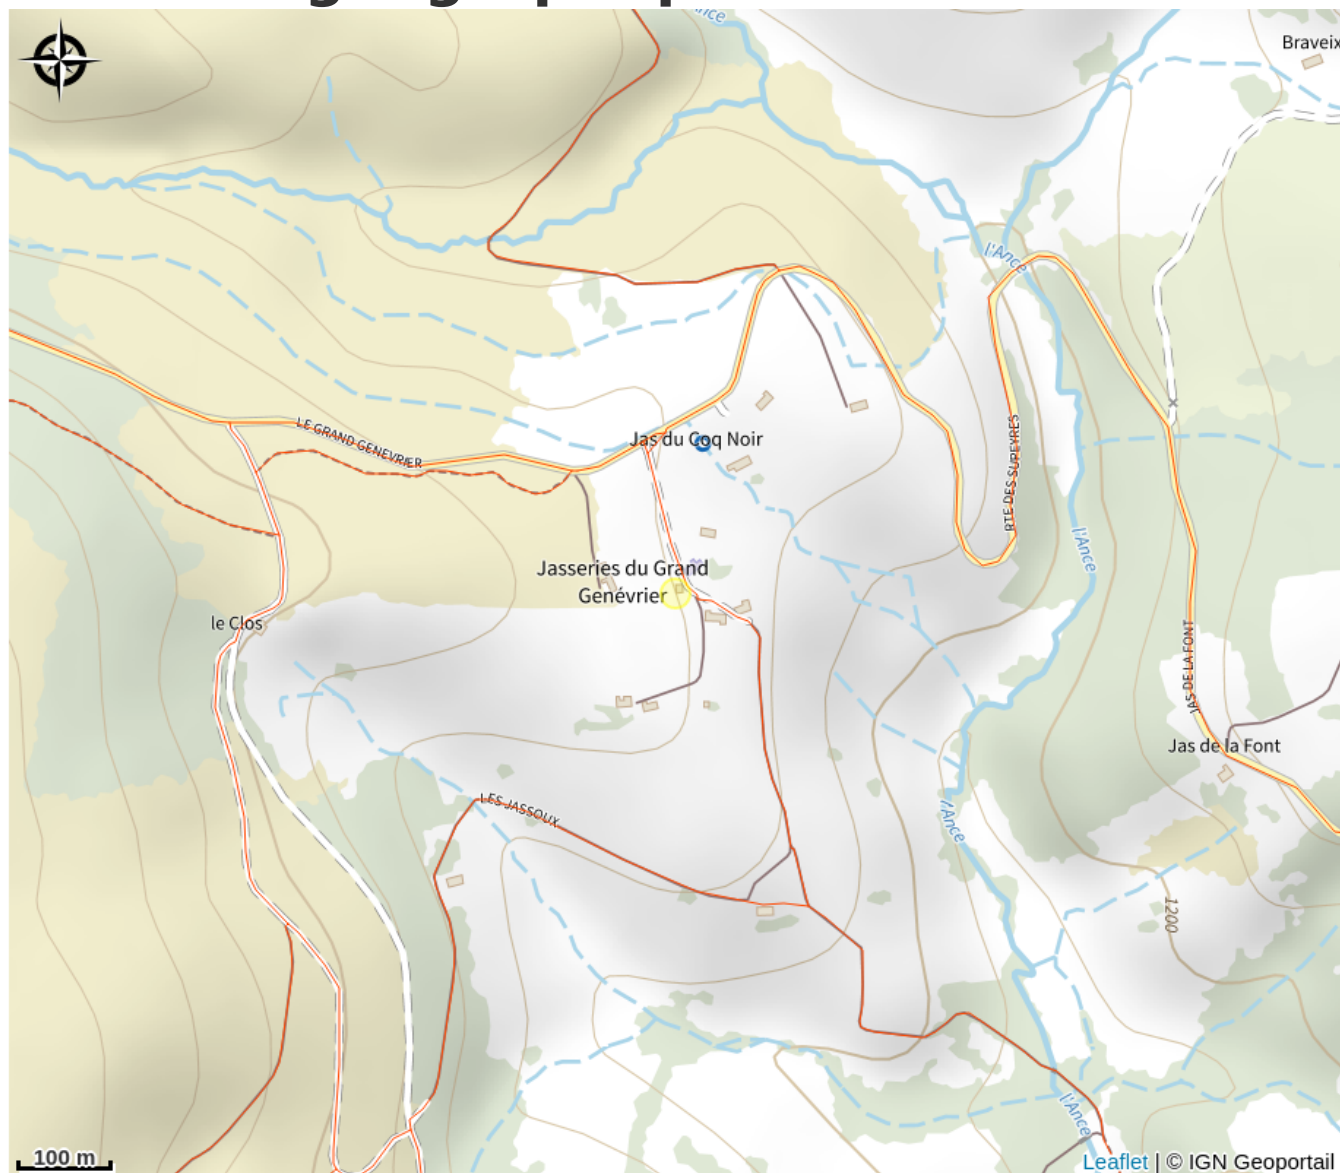 Braveix
l'Ance
LE GRAND GENEVRIER
Jas du Coq Noir
RTE DES SUPEYRES
l'Ance
Jasseries du Grand
Genévrier
le Clos
JAS DE LA FONT
Jas de la Font
LES JASSOUX
l'Ance
1200
l'Ance
100 m
Leaflet | © IGN Geoportail